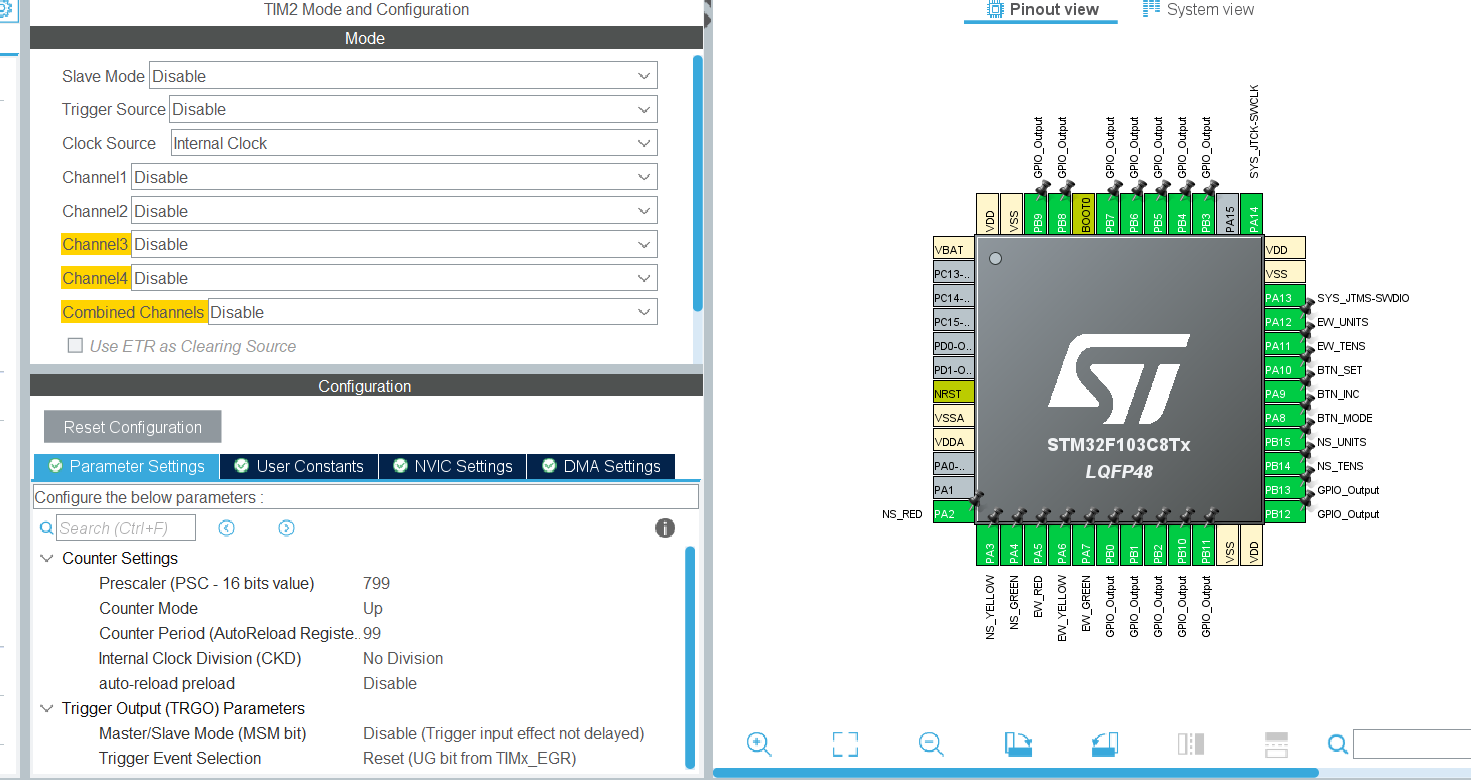 TIM2 Mode and Configuration
Mode
Slave Mode Disable
Trigger Source Disable
Clock Source Internal Clock
Channel1 Disable
Channel2 Disable
Channel3 Disable
Channel4 Disable
Combined Channels Disable
Use ETR as Clearing Source
Configuration
Reset Configuration
Parameter Settings User Constants NVIC Settings DMA Settings
Configure the below parameters :
Search (Ctrl+F)
Counter Settings
Prescaler (PSC - 16 bits value) 799
Counter Mode Up
Counter Period (AutoReload Registe.. 99
Internal Clock Division (CKD) No Division
auto-reload preload Disable
Trigger Output (TRGO) Parameters
Master/Slave Mode (MSM bit) Disable (Trigger input effect not delayed)
Trigger Event Selection Reset (UG bit from TIMx_EGR)
Pinout view System view
GPIO_Output
GPIO_Output
GPIO_Output
GPIO_Output
GPIO_Output
GPIO_Output
GPIO_Output
SYS_JTCK-SWCLK
VDD
VSS
PB9
PB8
BOOT0
PB7
PB6
PB5
PB4
PB3
PA15
PA14
VBAT
PC13-..
PC14-..
PC15-..
PD0-O..
PD1-O..
NRST
VSSA
VDDA
PA0-..
PA1
NS_RED PA2
STM32F103C8Tx
LQFP48
VDD
VSS
PA13 SYS_JTMS-SWDIO
PA12 EW_UNITS
PA11 EW_TENS
PA10 BTN_SET
PA9 BTN_INC
PA8 BTN_MODE
PB15 NS_UNITS
PB14 NS_TENS
PB13 GPIO_Output
PB12 GPIO_Output
PA3
PA4
PA5
PA6
PA7
PB0
PB1
PB2
PB10
PB11
VSS
VDD
NS_YELLOW
NS_GREEN
EW_RED
EW_YELLOW
EW_GREEN
GPIO_Output
GPIO_Output
GPIO_Output
GPIO_Output
GPIO_Output